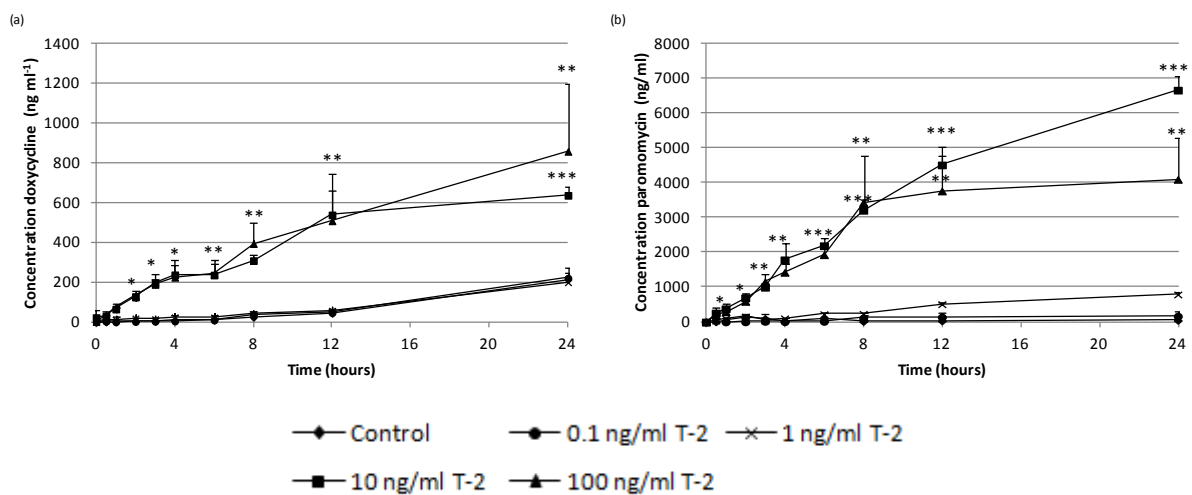 (a)
Concentration doxycycline (ng ml-1)
1400
1200
1000
800
600
400
200
0
0 4 8 12 16 20 24
Time (hours)
* * * ** ** ** ** ***
(b)
Concentration paromomycin (ng/ml)
8000
7000
6000
5000
4000
3000
2000
1000
0
0 4 8 12 16 20 24
Time (hours)
* * ** ** *** ** *** *** ** *** **
Control
0.1 ng/ml T-2
1 ng/ml T-2
10 ng/ml T-2
100 ng/ml T-2